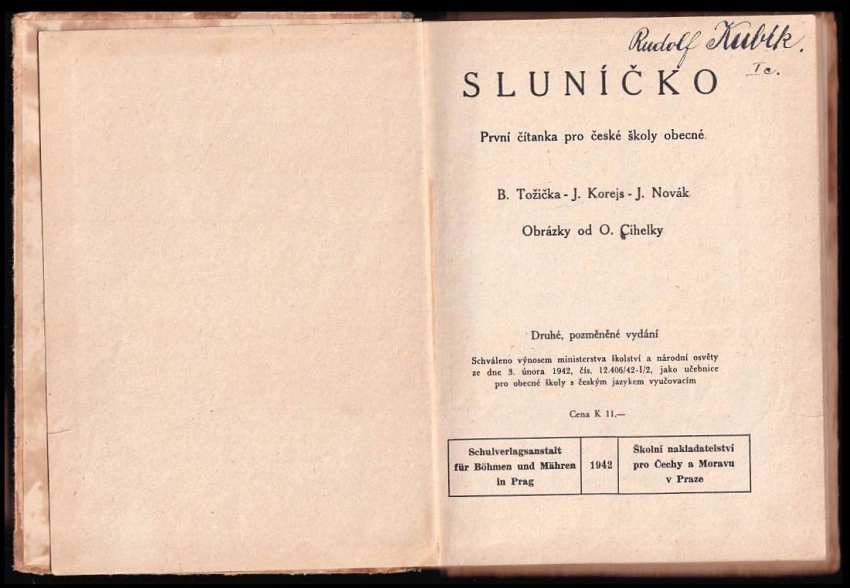 Rudolf Kubík.
I c.
SLUNÍČKO
První čítanka pro české školy obecné
B. Tožička - J. Korejs - J. Novák
Obrázky od O. Cihelky
Druhé, pozměněné vydání
Schváleno výnosem ministerstva školství a národní osvěty
ze dne 3. února 1942, čís. 12.406/42-I/2, jako učebnice
pro obecné školy s českým jazykem vyučovacím
Cena K 11,—
Schulverlagsanstalt
für Böhmen und Mähren
in Prag
1942
Školní nakladatelství
pro Čechy a Moravu
v Praze